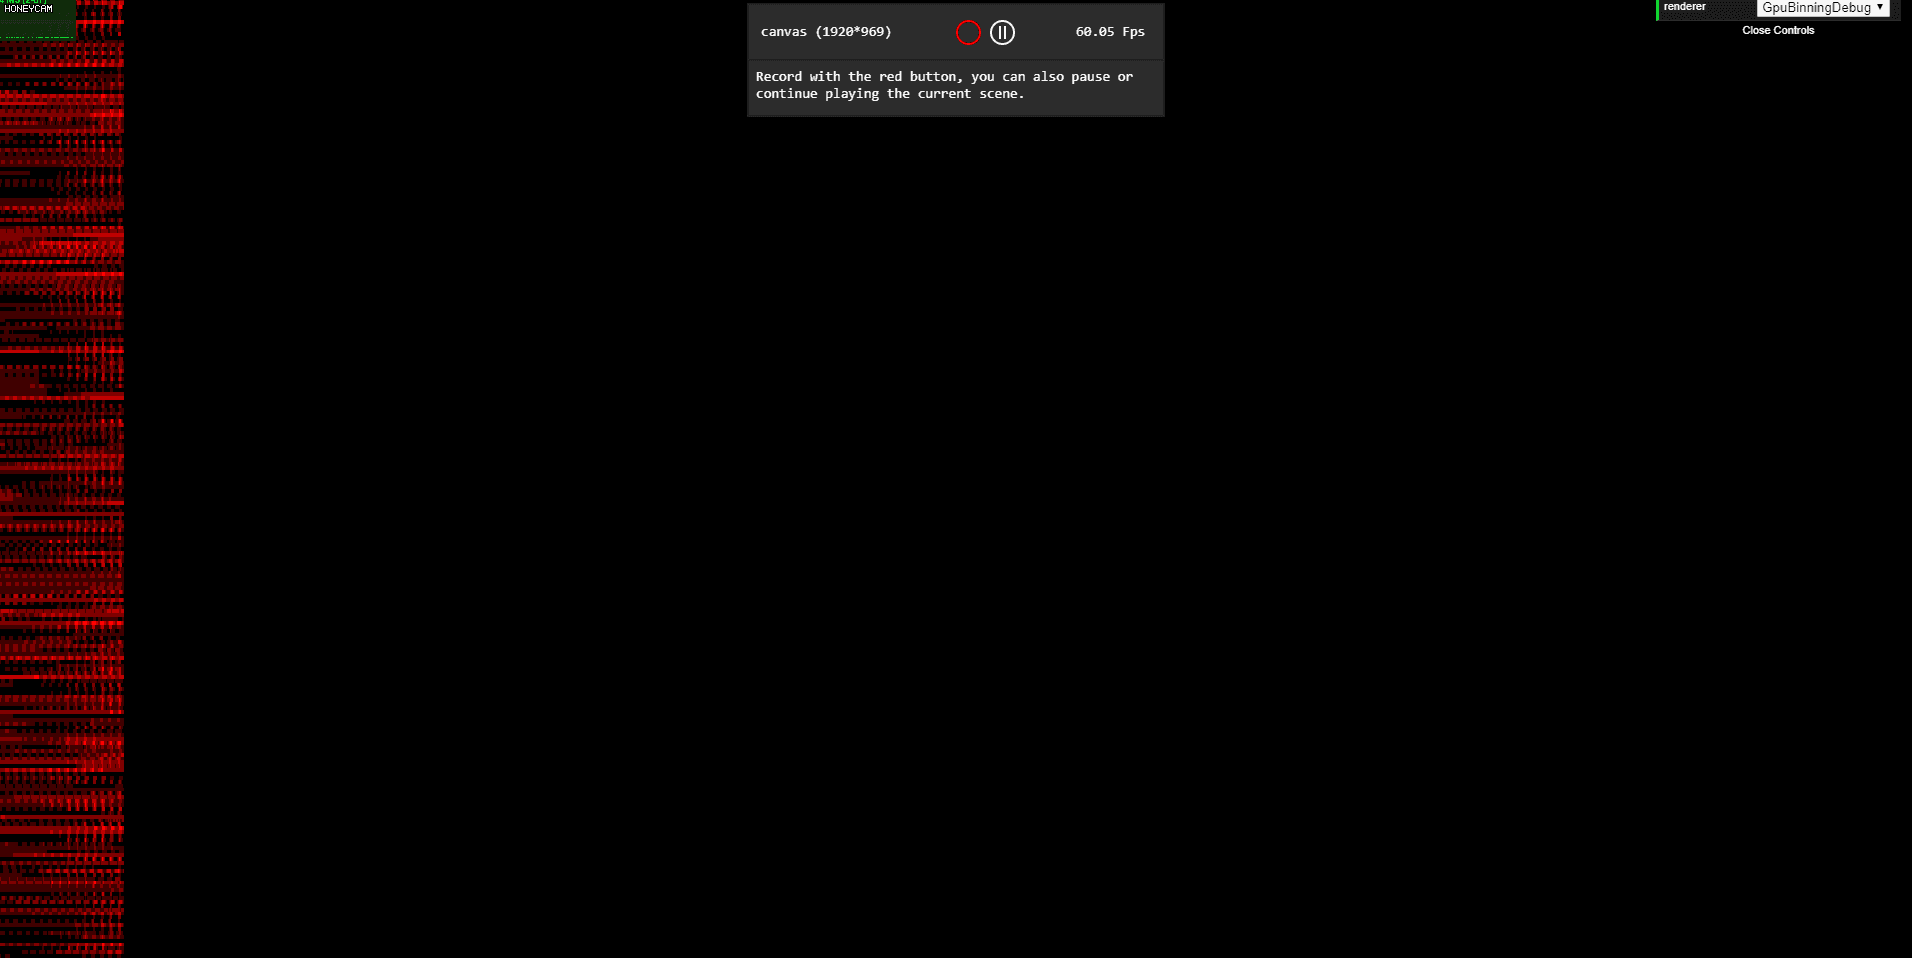 HONEYCAM
canvas (1920*969)
60.05 Fps
Record with the red button, you can also pause or
continue playing the current scene.
renderer
GpuBinningDebug
Close Controls